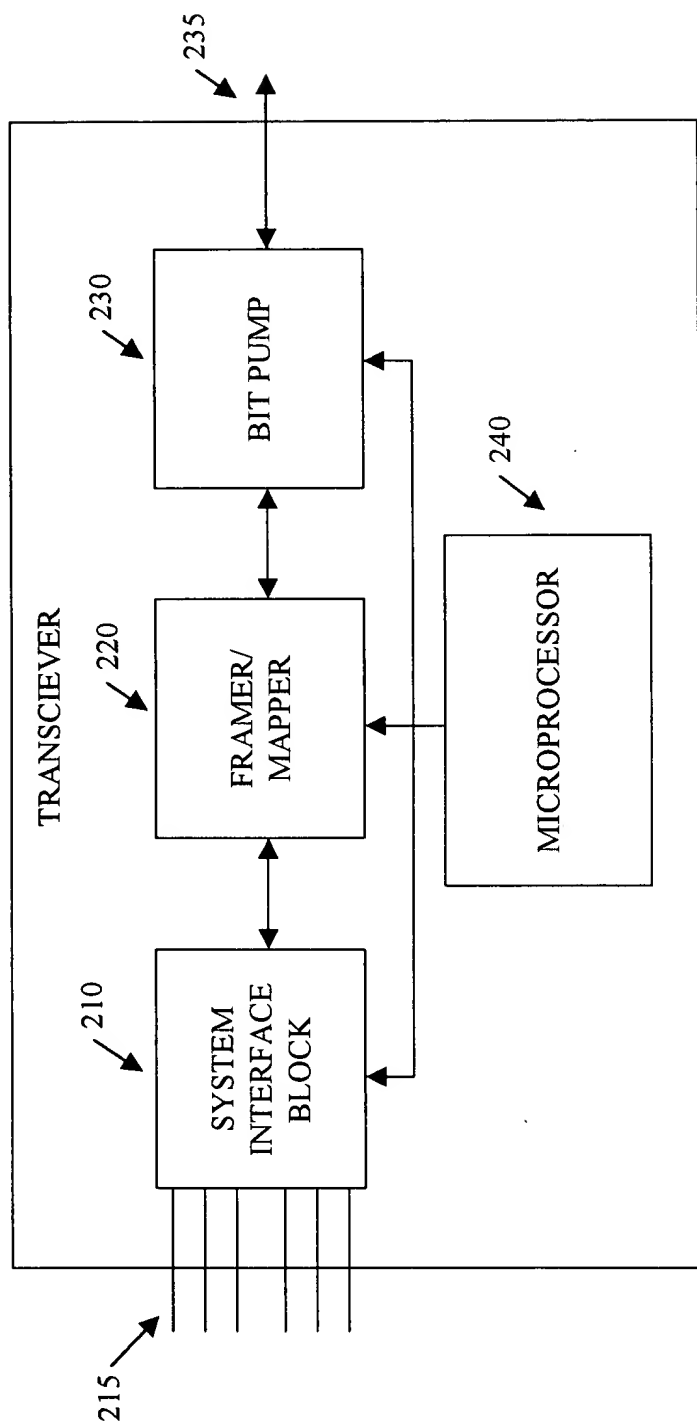 TRANSCIEVER
210
220
230
235
215
SYSTEM
INTERFACE
BLOCK
FRAMER/
MAPPER
BIT PUMP
240
MICROPROCESSOR